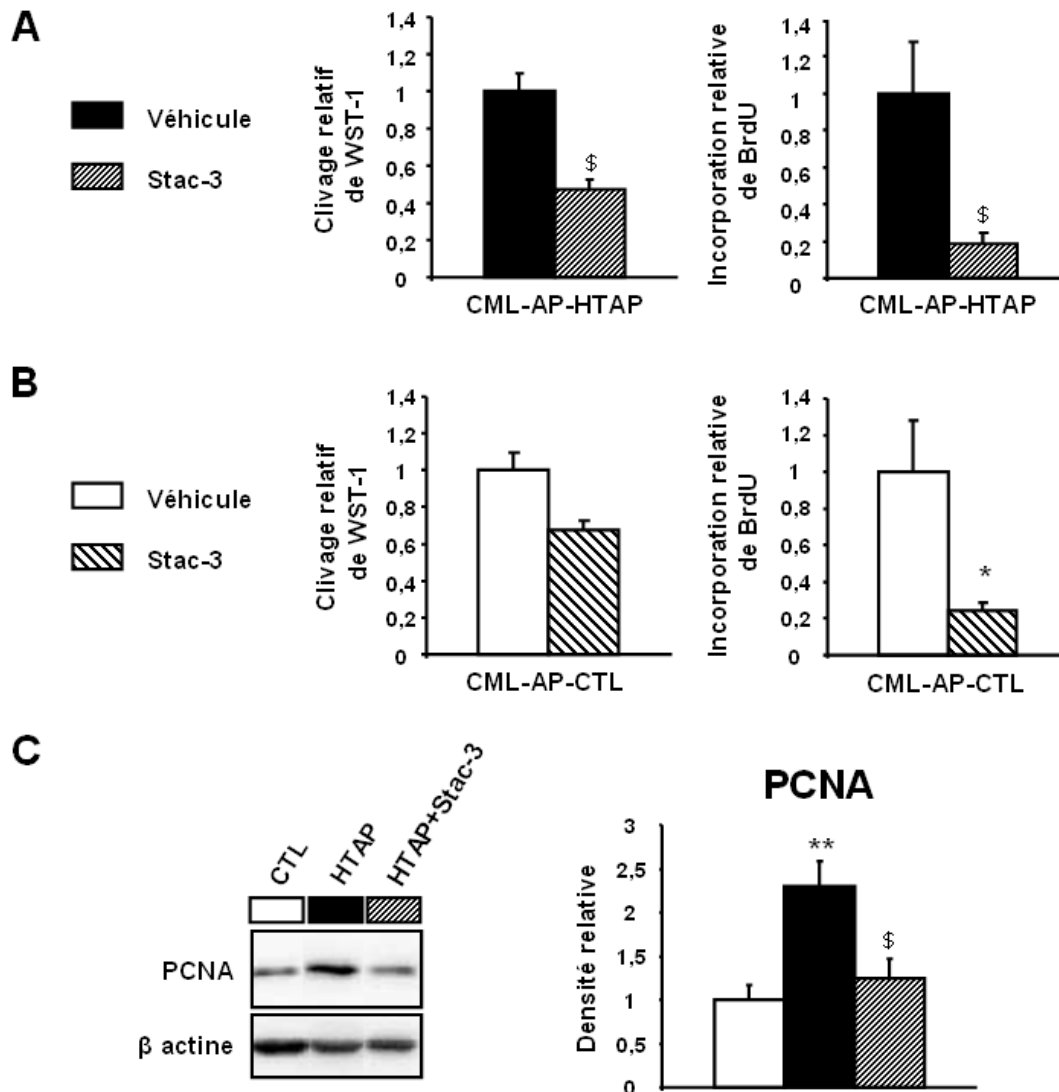 A
Véhicule
Stac-3
Clivage relatif
de WST-1
1,4
1,2
1
0,8
0,6
0,4
0,2
0
$
CML-AP-HTAP
Incorporation relative
de BrdU
1,4
1,2
1
0,8
0,6
0,4
0,2
0
$
CML-AP-HTAP
B
Véhicule
Stac-3
Clivage relatif
de WST-1
1,4
1,2
1
0,8
0,6
0,4
0,2
0
CML-AP-CTL
Incorporation relative
de BrdU
1,4
1,2
1
0,8
0,6
0,4
0,2
0
*
CML-AP-CTL
C
CTL
HTAP
HTAP+Stac-3
PCNA
β actine
PCNA
Densité relative
3
2,5
2
1,5
1
0,5
0
**
$